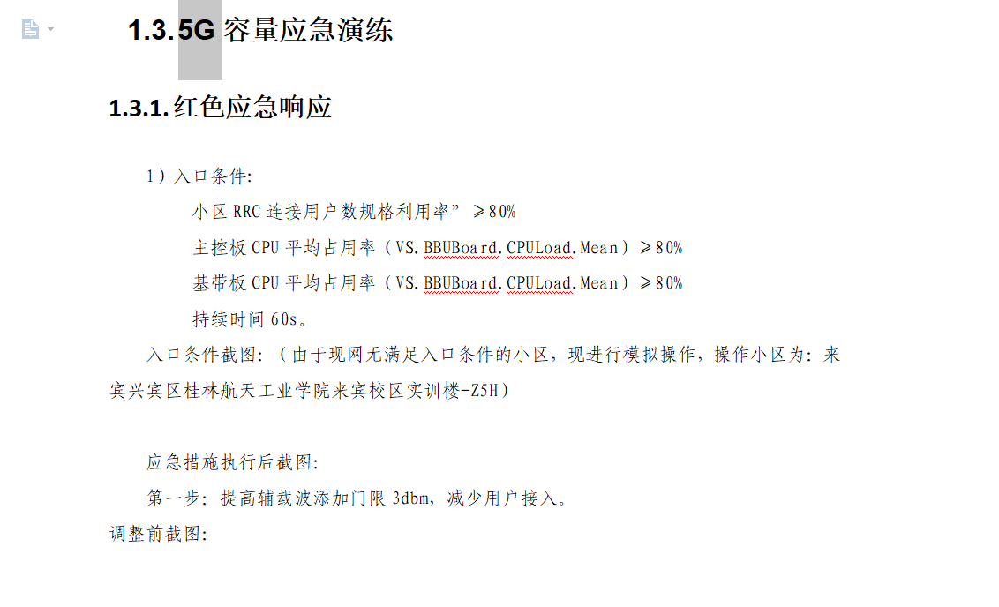 1.3.5G 容量应急演练
1.3.1.红色应急响应
1）入口条件：
小区 RRC 连接用户数规格利用率”≥80%
主控板 CPU 平均占用率（VS.BBUBoard.CPULoad.Mean）≥80%
基带板 CPU 平均占用率（VS.BBUBoard.CPULoad.Mean）≥80%
持续时间 60s。
入口条件截图：（由于现网无满足入口条件的小区，现进行模拟操作，操作小区为：来
宾兴宾区桂林航天工业学院来宾校区实训楼-Z5H）
应急措施执行后截图：
第一步：提高辅载波添加门限 3dbm，减少用户接入。
调整前截图：